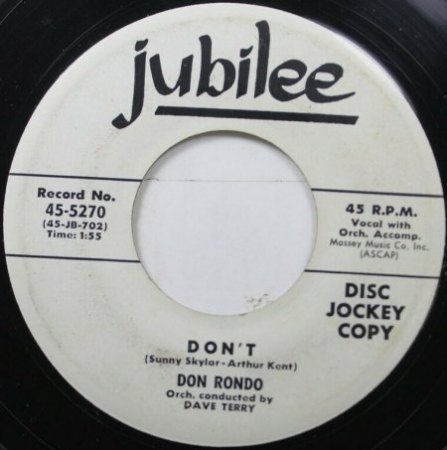 jubilee
Record No.
45-5270
(45-JB-702)
Time: 1:55
45 R.P.M.
Vocal with
Orch. Accomp.
Massey Music Co. Inc.
(ASCAP)
DISC
JOCKEY
COPY
DON'T
(Sunny Skylar-Arthur Kent)
DON RONDO
Orch. conducted by
DAVE TERRY